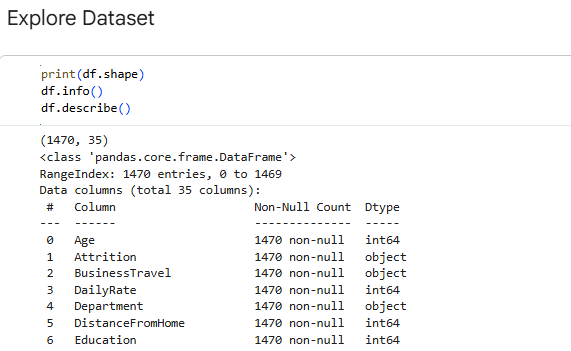 Explore Dataset
print(df.shape)
df.info()
df.describe()
(1470, 35)
<class 'pandas.core.frame.DataFrame'>
RangeIndex: 1470 entries, 0 to 1469
Data columns (total 35 columns):
 #   Column                    Non-Null Count  Dtype
---  ------                    --------------  -----
 0   Age                       1470 non-null   int64
 1   Attrition                 1470 non-null   object
 2   BusinessTravel            1470 non-null   object
 3   DailyRate                 1470 non-null   int64
 4   Department                1470 non-null   object
 5   DistanceFromHome          1470 non-null   int64
 6   Education                 1470 non-null   int64